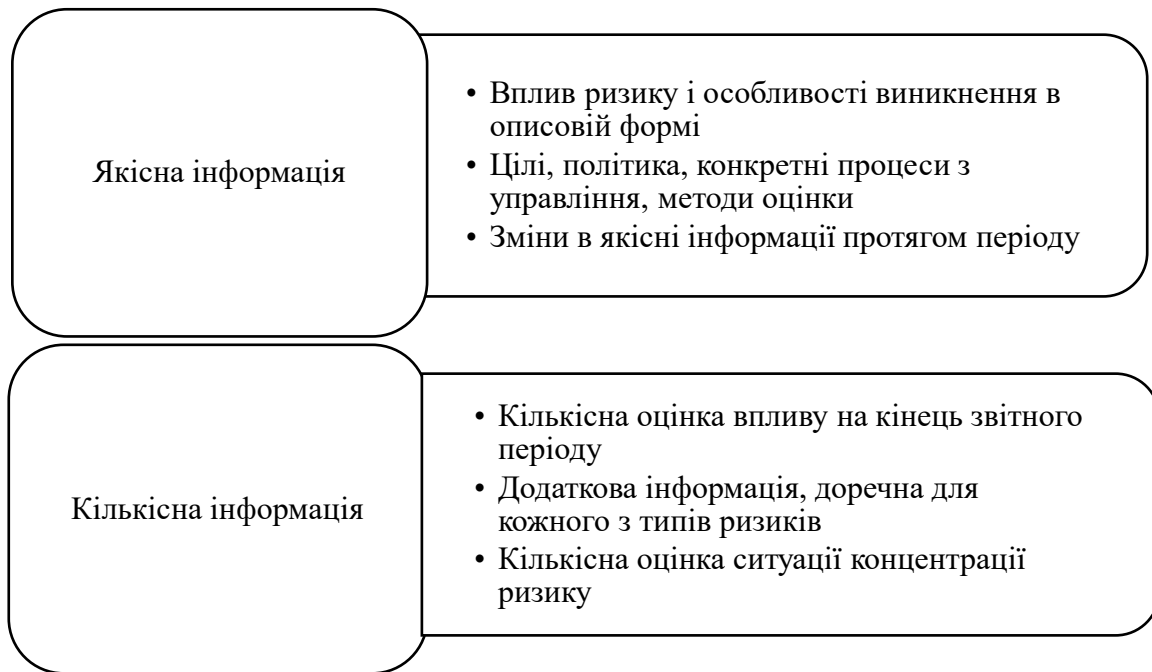 Якісна інформація
• Вплив ризику і особливості виникнення в
описовій формі
• Цілі, політика, конкретні процеси з
управління, методи оцінки
• Зміни в якісні інформації протягом періоду
Кількісна інформація
• Кількісна оцінка впливу на кінець звітного
періоду
• Додаткова інформація, доречна для
кожного з типів ризиків
• Кількісна оцінка ситуації концентрації
ризику